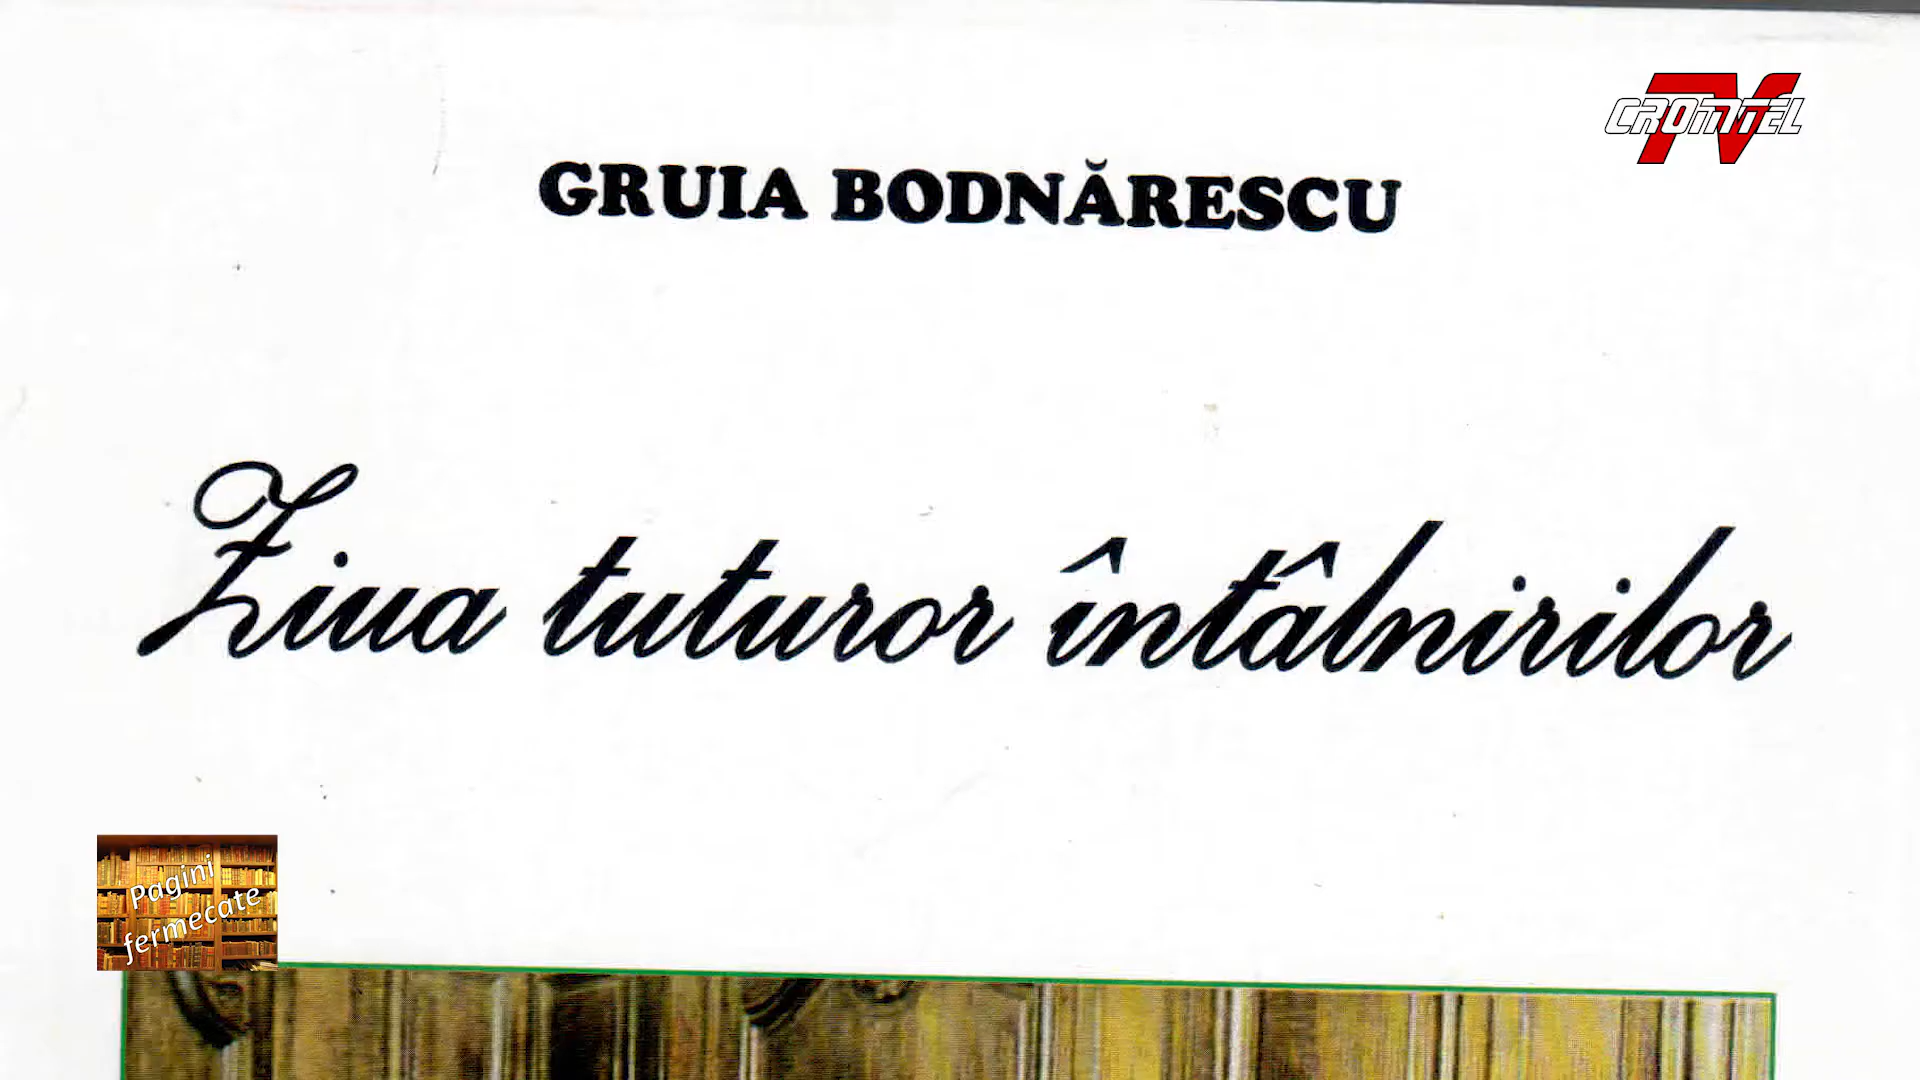 CROMTEL TV
GRUIA BODNĂRESCU
Ziua tuturor întâlnirilor
Pagini
fermecate